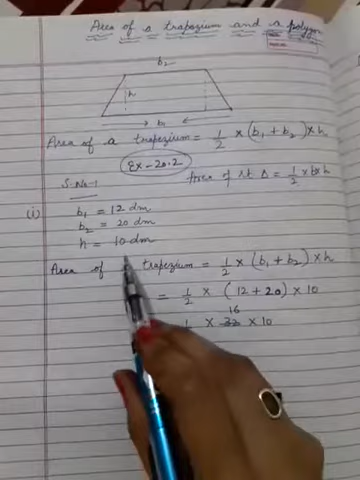 Area of a trapezium and a polygon
b₂
h
b₁
Area of a trapezium = 1/2 × (b₁ + b₂) × h
Ex-20.2
Area of rt Δ = 1/2 × b × h
S.No-1
(i) b₁ = 12 dm
b₂ = 20 dm
h = 10 dm
Area of trapezium = 1/2 × (b₁ + b₂) × h
= 1/2 × (12 + 20) × 10
16
1/ × 32 × 10